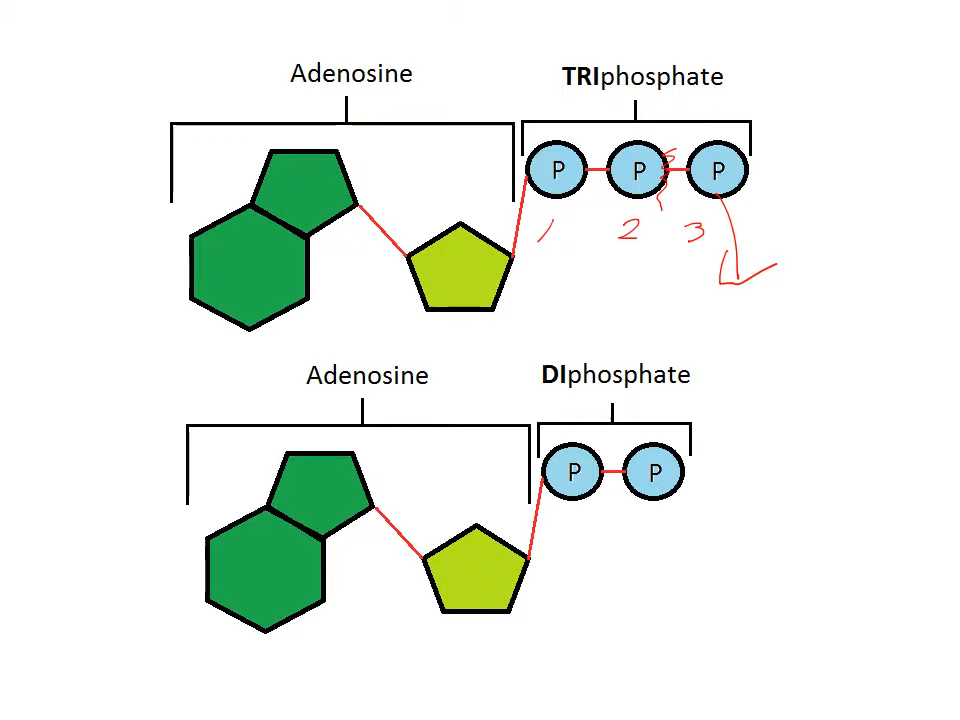 Adenosine TRIphosphate
P P P
1 2 3
Adenosine DIphosphate
P P